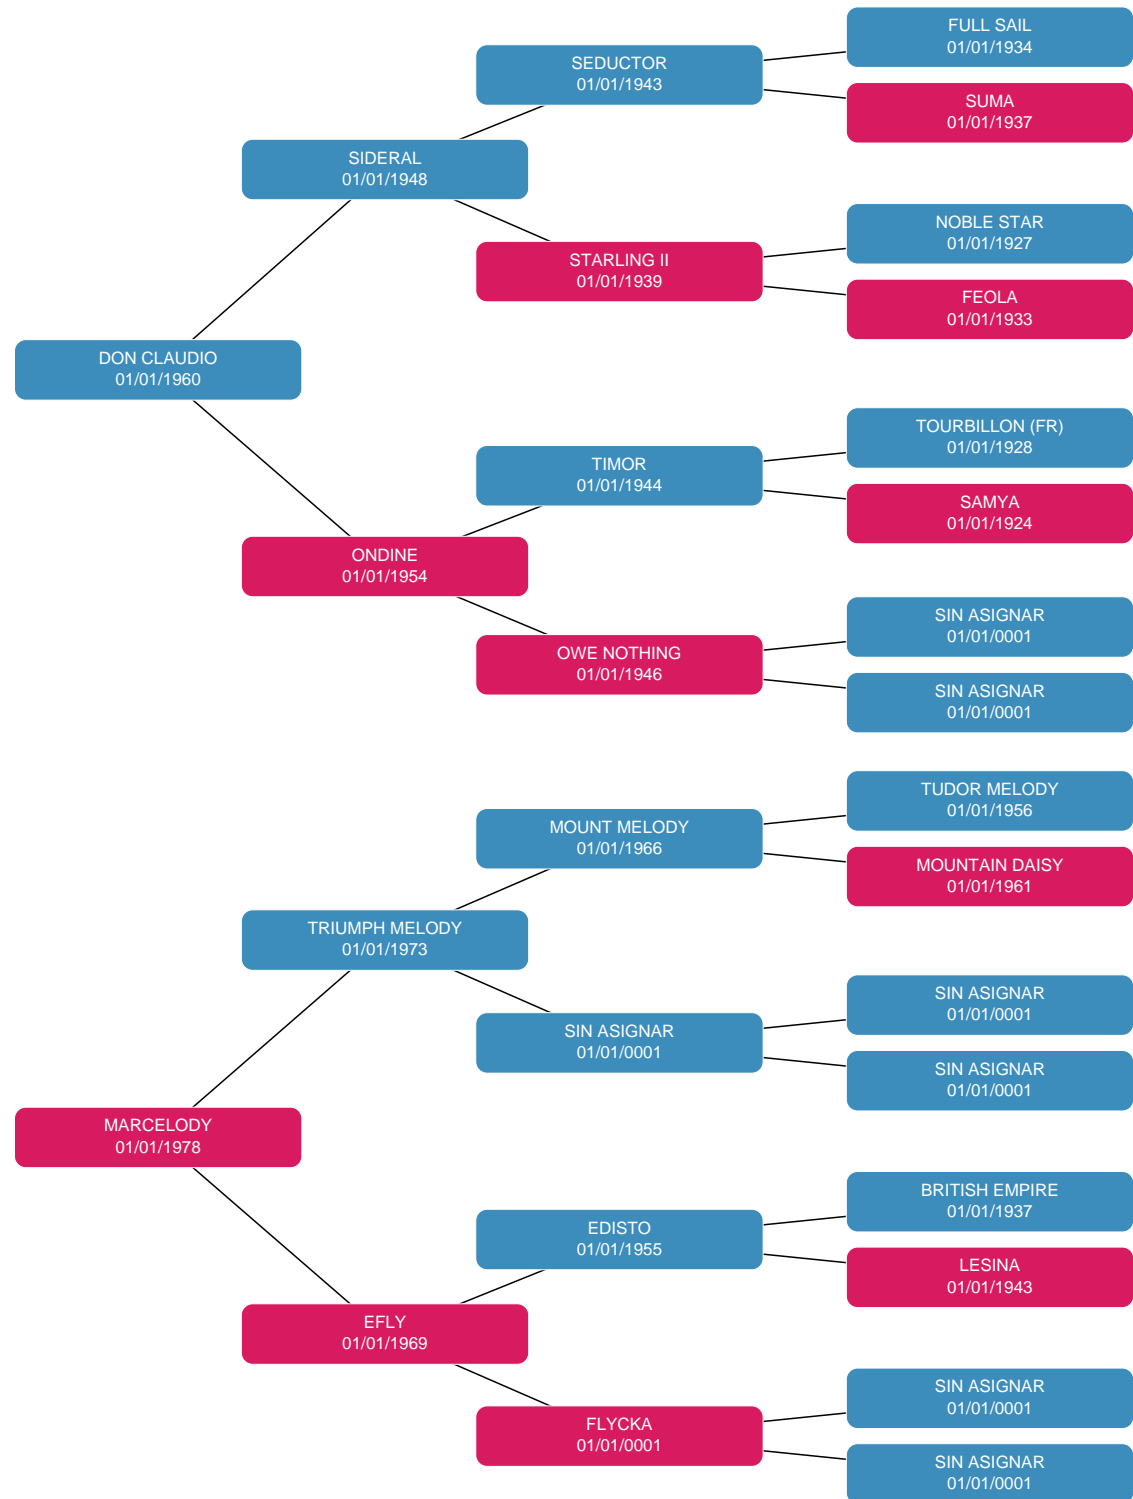 FULL SAIL
01/01/1934
SEDUCTOR
01/01/1943
SUMA
01/01/1937
SIDERAL
01/01/1948
NOBLE STAR
01/01/1927
STARLING II
01/01/1939
FEOLA
01/01/1933
DON CLAUDIO
01/01/1960
TOURBILLON (FR)
01/01/1928
TIMOR
01/01/1944
SAMYA
01/01/1924
ONDINE
01/01/1954
SIN ASIGNAR
01/01/0001
OWE NOTHING
01/01/1946
SIN ASIGNAR
01/01/0001
TUDOR MELODY
01/01/1956
MOUNT MELODY
01/01/1966
MOUNTAIN DAISY
01/01/1961
TRIUMPH MELODY
01/01/1973
SIN ASIGNAR
01/01/0001
SIN ASIGNAR
01/01/0001
SIN ASIGNAR
01/01/0001
MARCELODY
01/01/1978
BRITISH EMPIRE
01/01/1937
EDISTO
01/01/1955
LESINA
01/01/1943
EFLY
01/01/1969
SIN ASIGNAR
01/01/0001
FLYCKA
01/01/0001
SIN ASIGNAR
01/01/0001